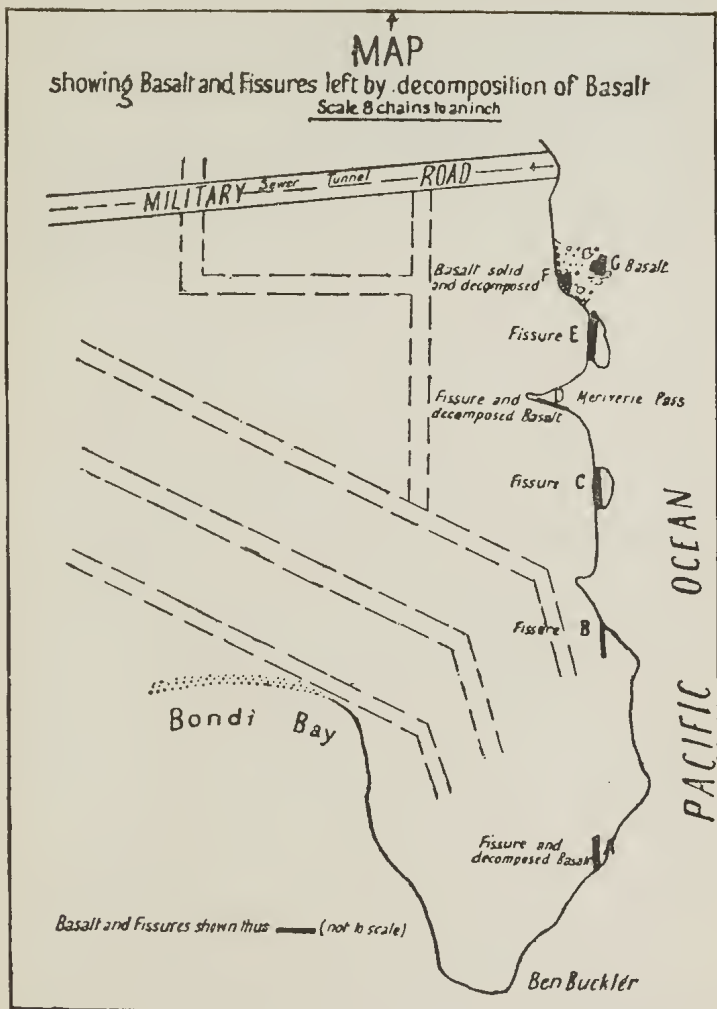 MAP
showing Basalt and Fissures left by decomposition of Basalt
Scale 8 chains to an inch
MILITARY Sewer Tunnel ROAD
Basalt solid
and decomposed
F
G Basalt
Fissure E
Fissure and
decomposed Basalt
D
Meriverie Pass
Fissure C
Fissure B
PACIFIC OCEAN
Bondi Bay
Fissure and
decomposed Basalt
A
Basalt and Fissures shown thus (not to scale)
Ben Buckler